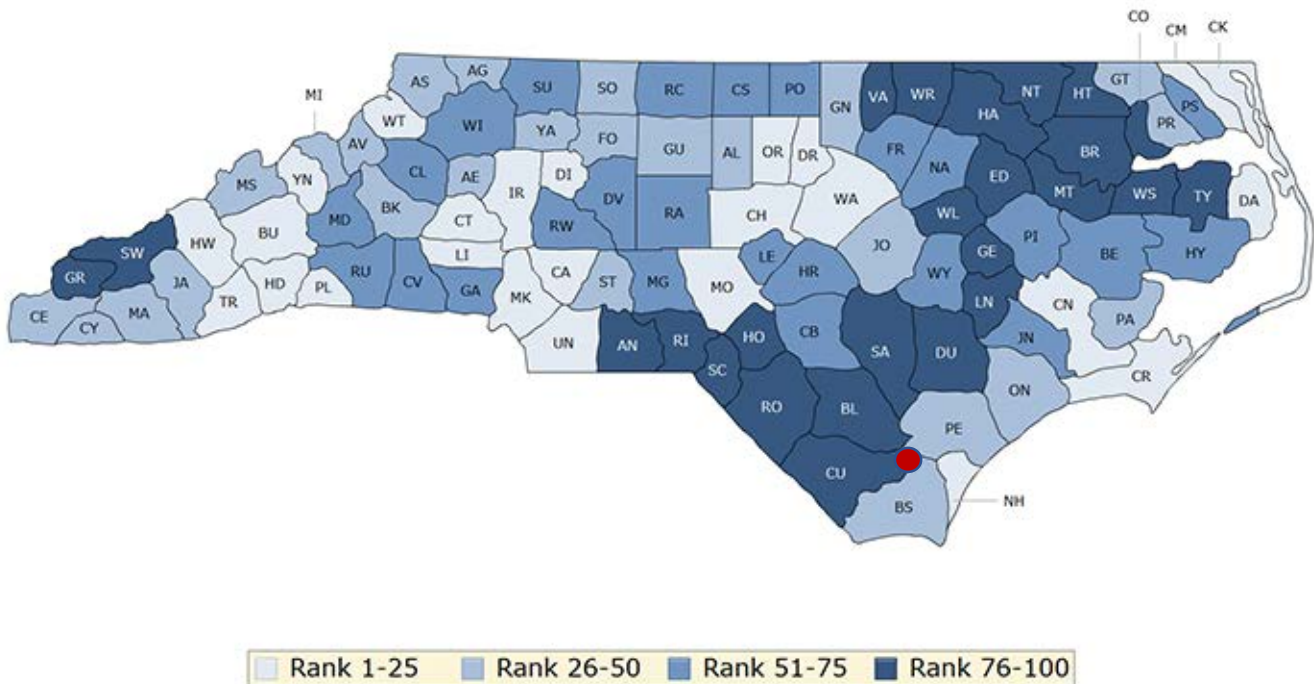 CO
CM
CK
MI
AS
AG
SU
SO
RC
CS
PO
GN
VA
WR
NT
HT
GT
PS
PR
HA
WT
WI
YA
FO
GU
AL
OR
DR
FR
NA
BR
AV
CL
AE
DI
MS
YN
MD
BK
IR
DV
RA
WA
ED
MT
WS
TY
DA
CT
RW
CH
WL
BU
LI
JO
PI
BE
HY
SW
HW
LE
GE
GR
RU
CV
GA
CA
ST
MG
MO
HR
WY
JA
TR
HD
PL
MK
LN
CN
PA
CE
CY
MA
UN
AN
RI
HO
CB
SA
DU
JN
SC
CR
ON
RO
BL
PE
CU
BS
NH
Rank 1-25 Rank 26-50 Rank 51-75 Rank 76-100